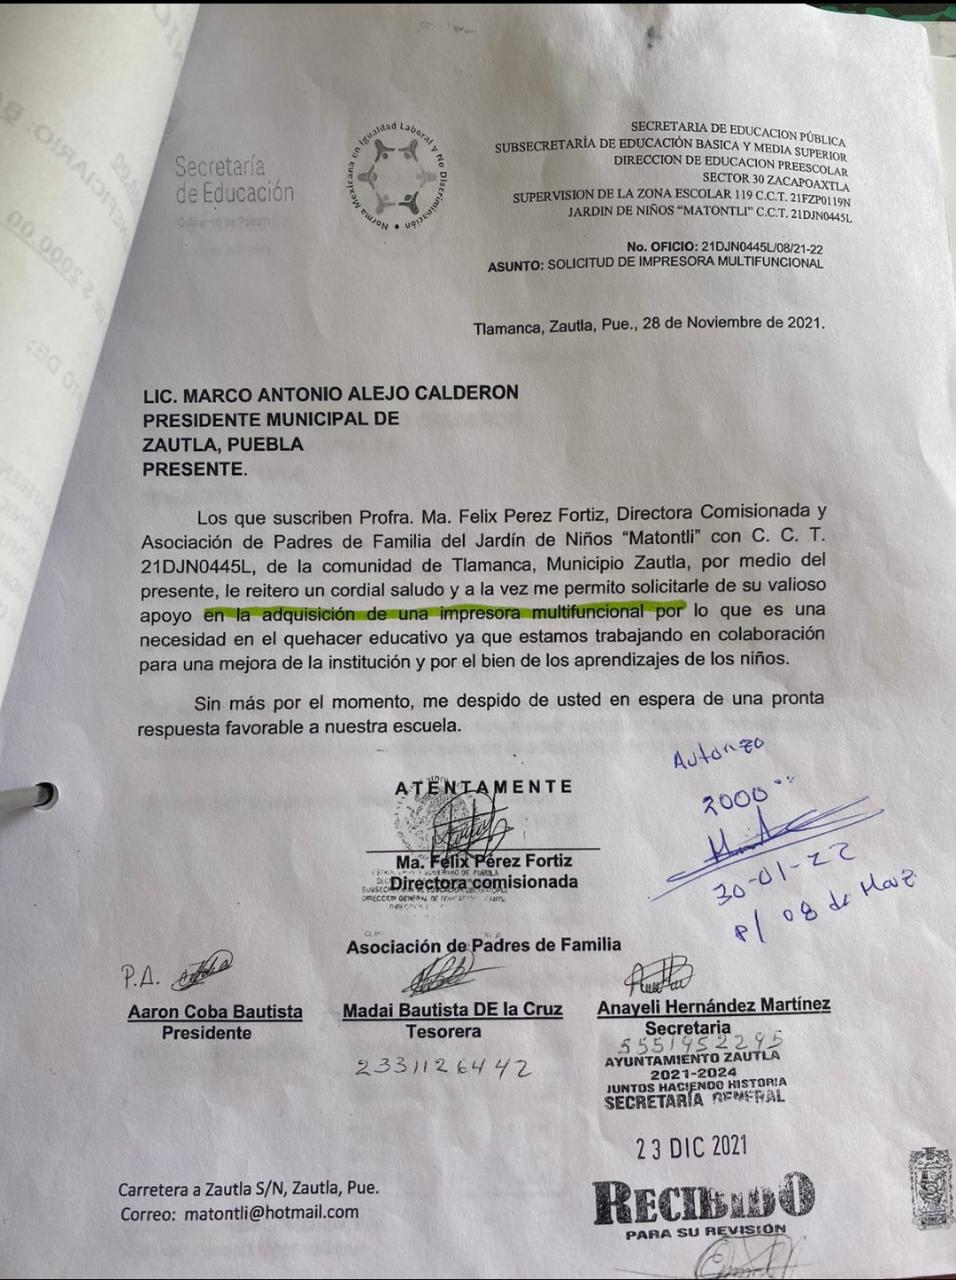 Secretaría
de Educación
Gobierno de Puebla
Norma Mexicana en Igualdad Laboral y No Discriminación
SECRETARIA DE EDUCACION PÚBLICA
SUBSECRETARÍA DE EDUCACIÓN BASICA Y MEDIA SUPERIOR
DIRECCION DE EDUCACION PREESCOLAR
SECTOR 30 ZACAPOAXTLA
SUPERVISION DE LA ZONA ESCOLAR 119 C.C.T. 21FZP0119N
JARDIN DE NIÑOS “MATONTLI” C.C.T. 21DJN0445L
No. OFICIO: 21DJN0445L/08/21-22
ASUNTO: SOLICITUD DE IMPRESORA MULTIFUNCIONAL
Tlamanca, Zautla, Pue., 28 de Noviembre de 2021.
LIC. MARCO ANTONIO ALEJO CALDERON
PRESIDENTE MUNICIPAL DE
ZAUTLA, PUEBLA
PRESENTE.
Los que suscriben Profra. Ma. Felix Perez Fortiz, Directora Comisionada y
Asociación de Padres de Familia del Jardín de Niños “Matontli” con C. C. T.
21DJN0445L, de la comunidad de Tlamanca, Municipio Zautla, por medio del
presente, le reitero un cordial saludo y a la vez me permito solicitarle de su valioso
apoyo en la adquisición de una impresora multifuncional por lo que es una
necesidad en el quehacer educativo ya que estamos trabajando en colaboración
para una mejora de la institución y por el bien de los aprendizajes de los niños.
Sin más por el momento, me despido de usted en espera de una pronta
respuesta favorable a nuestra escuela.
Autorizo
2000
30-01-22
P/ 08 de Marz
ATENTAMENTE
Ma. Felix Pérez Fortiz
Directora comisionada
Asociación de Padres de Familia
P.A.
Aaron Coba Bautista
Presidente
Madai Bautista DE la Cruz
Tesorera
2331126442
Anayeli Hernández Martínez
Secretaria
5551952295
AYUNTAMIENTO ZAUTLA
2021-2024
JUNTOS HACIENDO HISTORIA
SECRETARÍA GENERAL
23 DIC 2021
RECIBIDO
PARA SU REVISIÓN
Carretera a Zautla S/N, Zautla, Pue.
Correo: matontli@hotmail.com